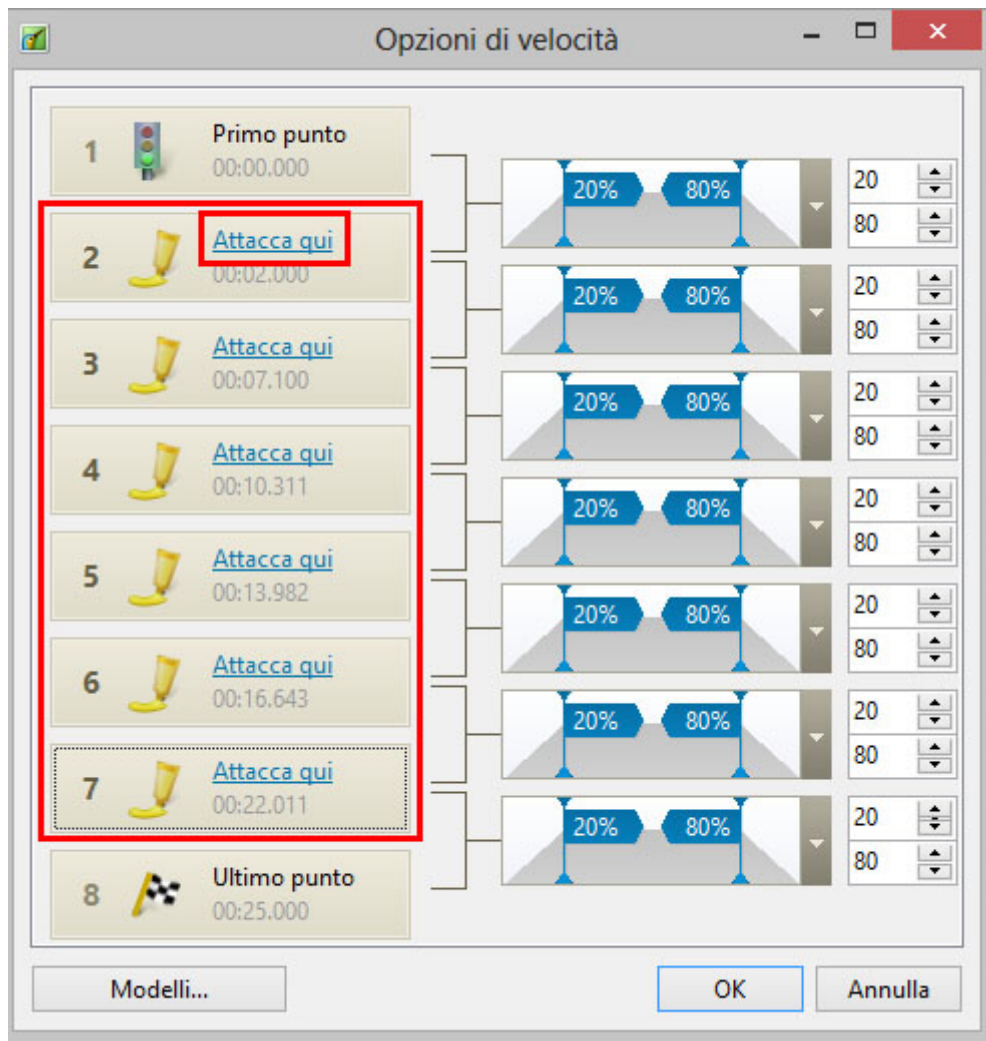 Opzioni di velocità
1 Primo punto
00:00.000
20% 80%
20
80
2 Attacca qui
00:02.000
20% 80%
20
80
3 Attacca qui
00:07.100
20% 80%
20
80
4 Attacca qui
00:10.311
20% 80%
20
80
5 Attacca qui
00:13.982
20% 80%
20
80
6 Attacca qui
00:16.643
20% 80%
20
80
7 Attacca qui
00:22.011
20% 80%
20
80
8 Ultimo punto
00:25.000
Modelli...
OK
Annulla